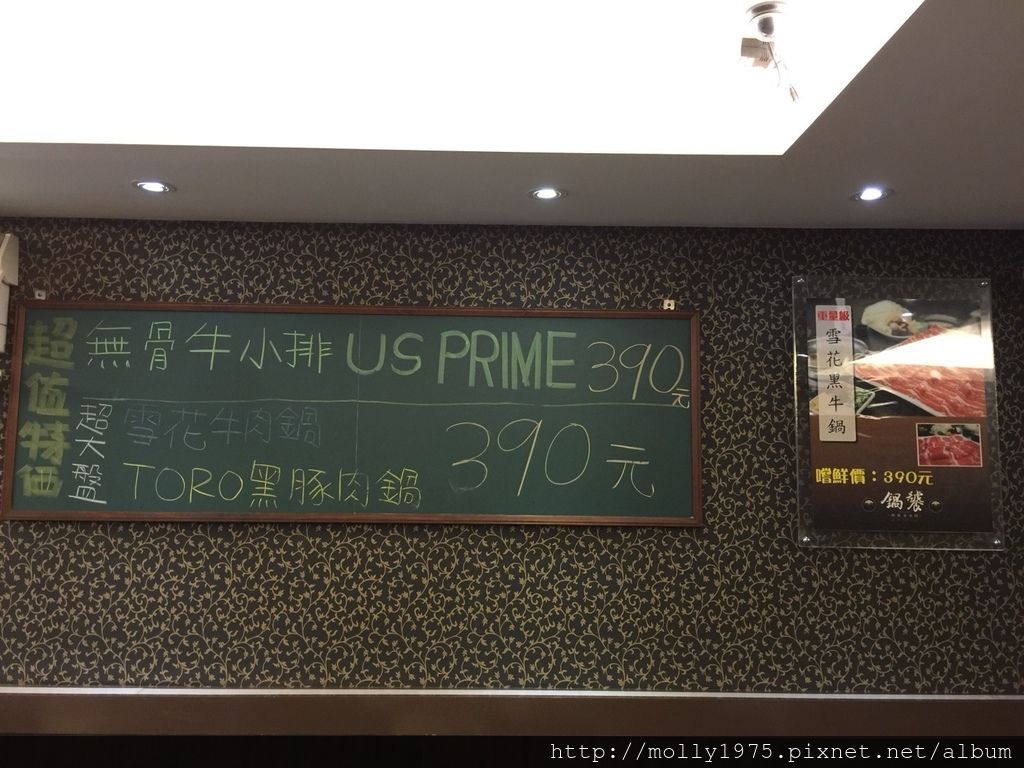 超值特価
無骨牛小排 US PRIME 390元
超大盤
雪花牛肉鍋
TORO黑豚肉鍋
390元
重量級
雪花黑牛鍋
嚐鮮價：390元
鍋饕
http://molly1975.pixnet.net/album